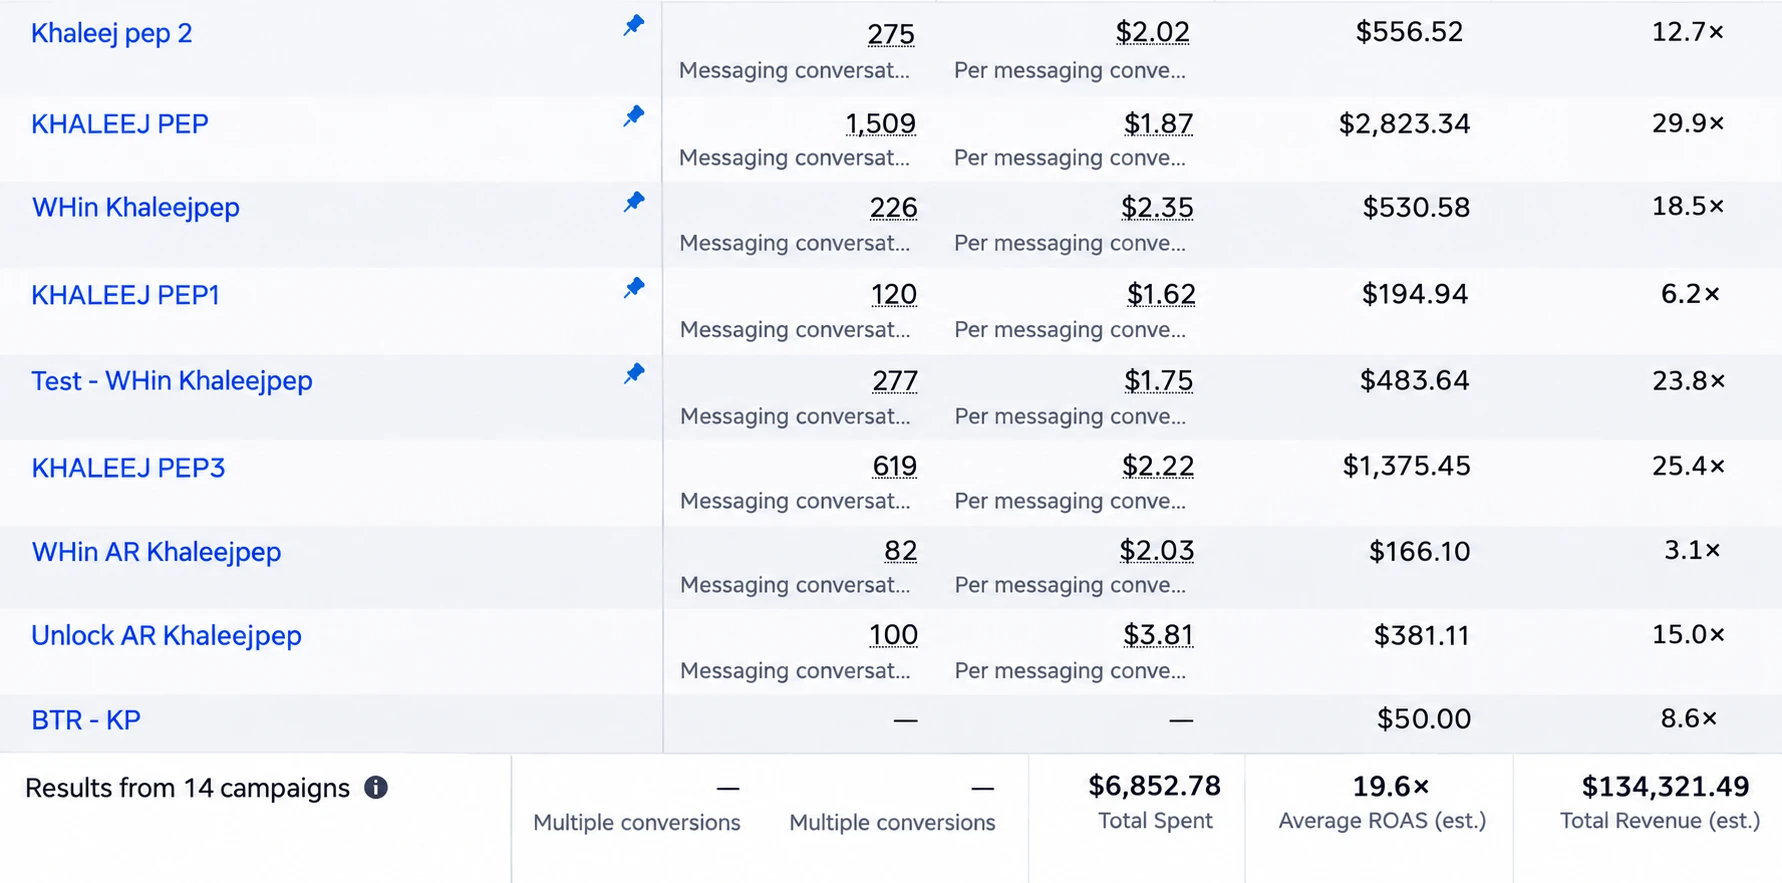 Khaleej pep 2 275 $2.02 $556.52 12.7×
Messaging conversat... Per messaging conve...
KHALEEJ PEP 1,509 $1.87 $2,823.34 29.9×
Messaging conversat... Per messaging conve...
WHin Khaleejpep 226 $2.35 $530.58 18.5×
Messaging conversat... Per messaging conve...
KHALEEJ PEP1 120 $1.62 $194.94 6.2×
Messaging conversat... Per messaging conve...
Test - WHin Khaleejpep 277 $1.75 $483.64 23.8×
Messaging conversat... Per messaging conve...
KHALEEJ PEP3 619 $2.22 $1,375.45 25.4×
Messaging conversat... Per messaging conve...
WHin AR Khaleejpep 82 $2.03 $166.10 3.1×
Messaging conversat... Per messaging conve...
Unlock AR Khaleejpep 100 $3.81 $381.11 15.0×
Messaging conversat... Per messaging conve...
BTR - KP — — $50.00 8.6×
Results from 14 campaigns — — $6,852.78 19.6× $134,321.49
Multiple conversions Multiple conversions Total Spent Average ROAS (est.) Total Revenue (est.)